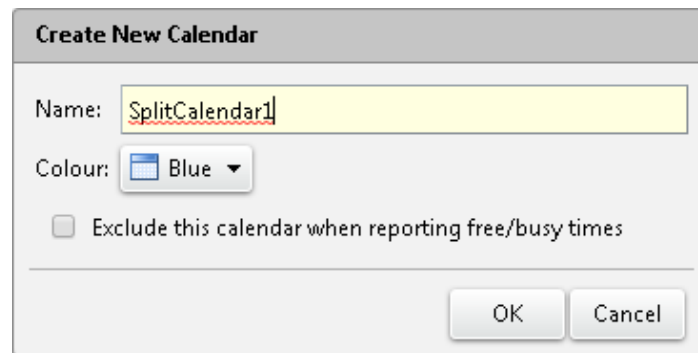 Create New Calendar
Name: SplitCalendar1
Colour: Blue
Exclude this calendar when reporting free/busy times
OK Cancel